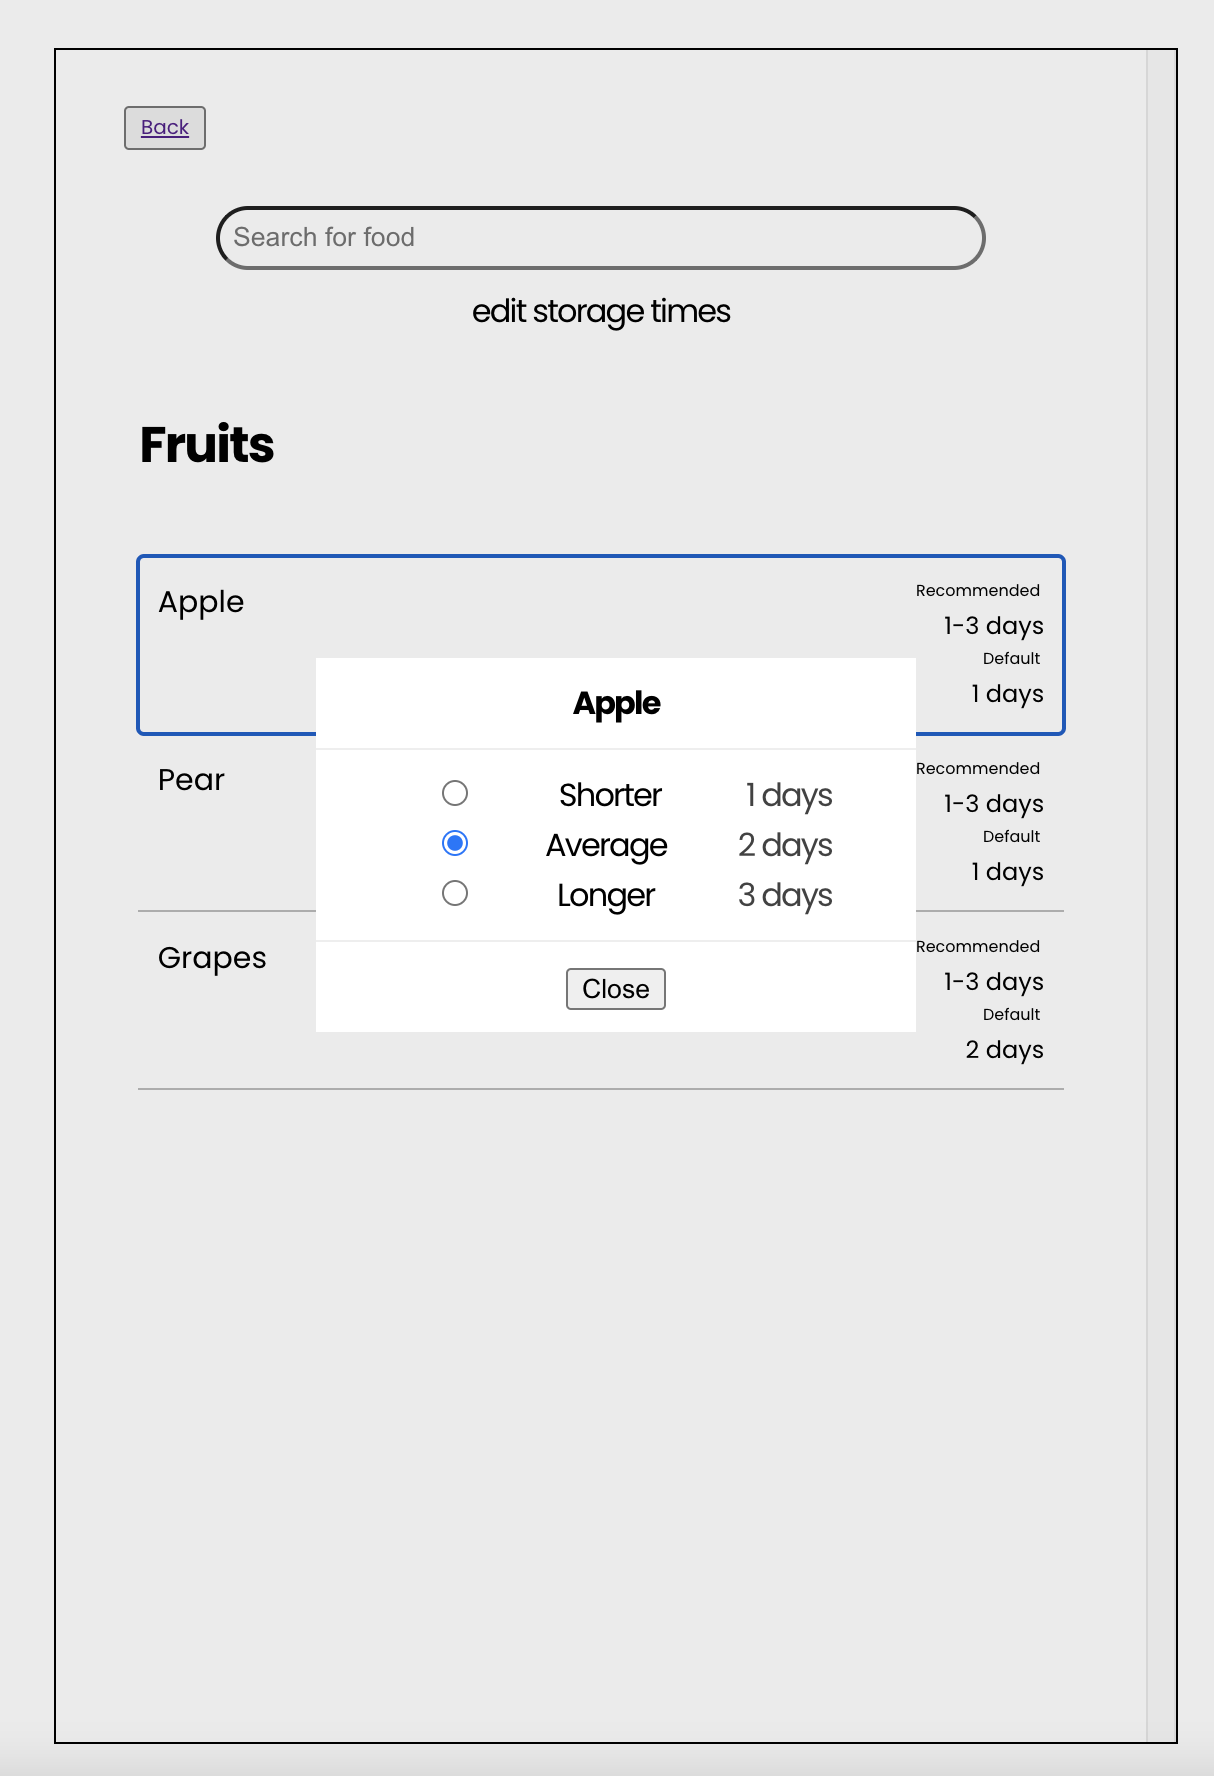 Back
Search for food
edit storage times
Fruits
Apple
Recommended
1-3 days
Default
1 days
Pear
Recommended
1-3 days
Default
1 days
Grapes
Recommended
1-3 days
Default
2 days
Apple
Shorter 1 days
Average 2 days
Longer 3 days
Close